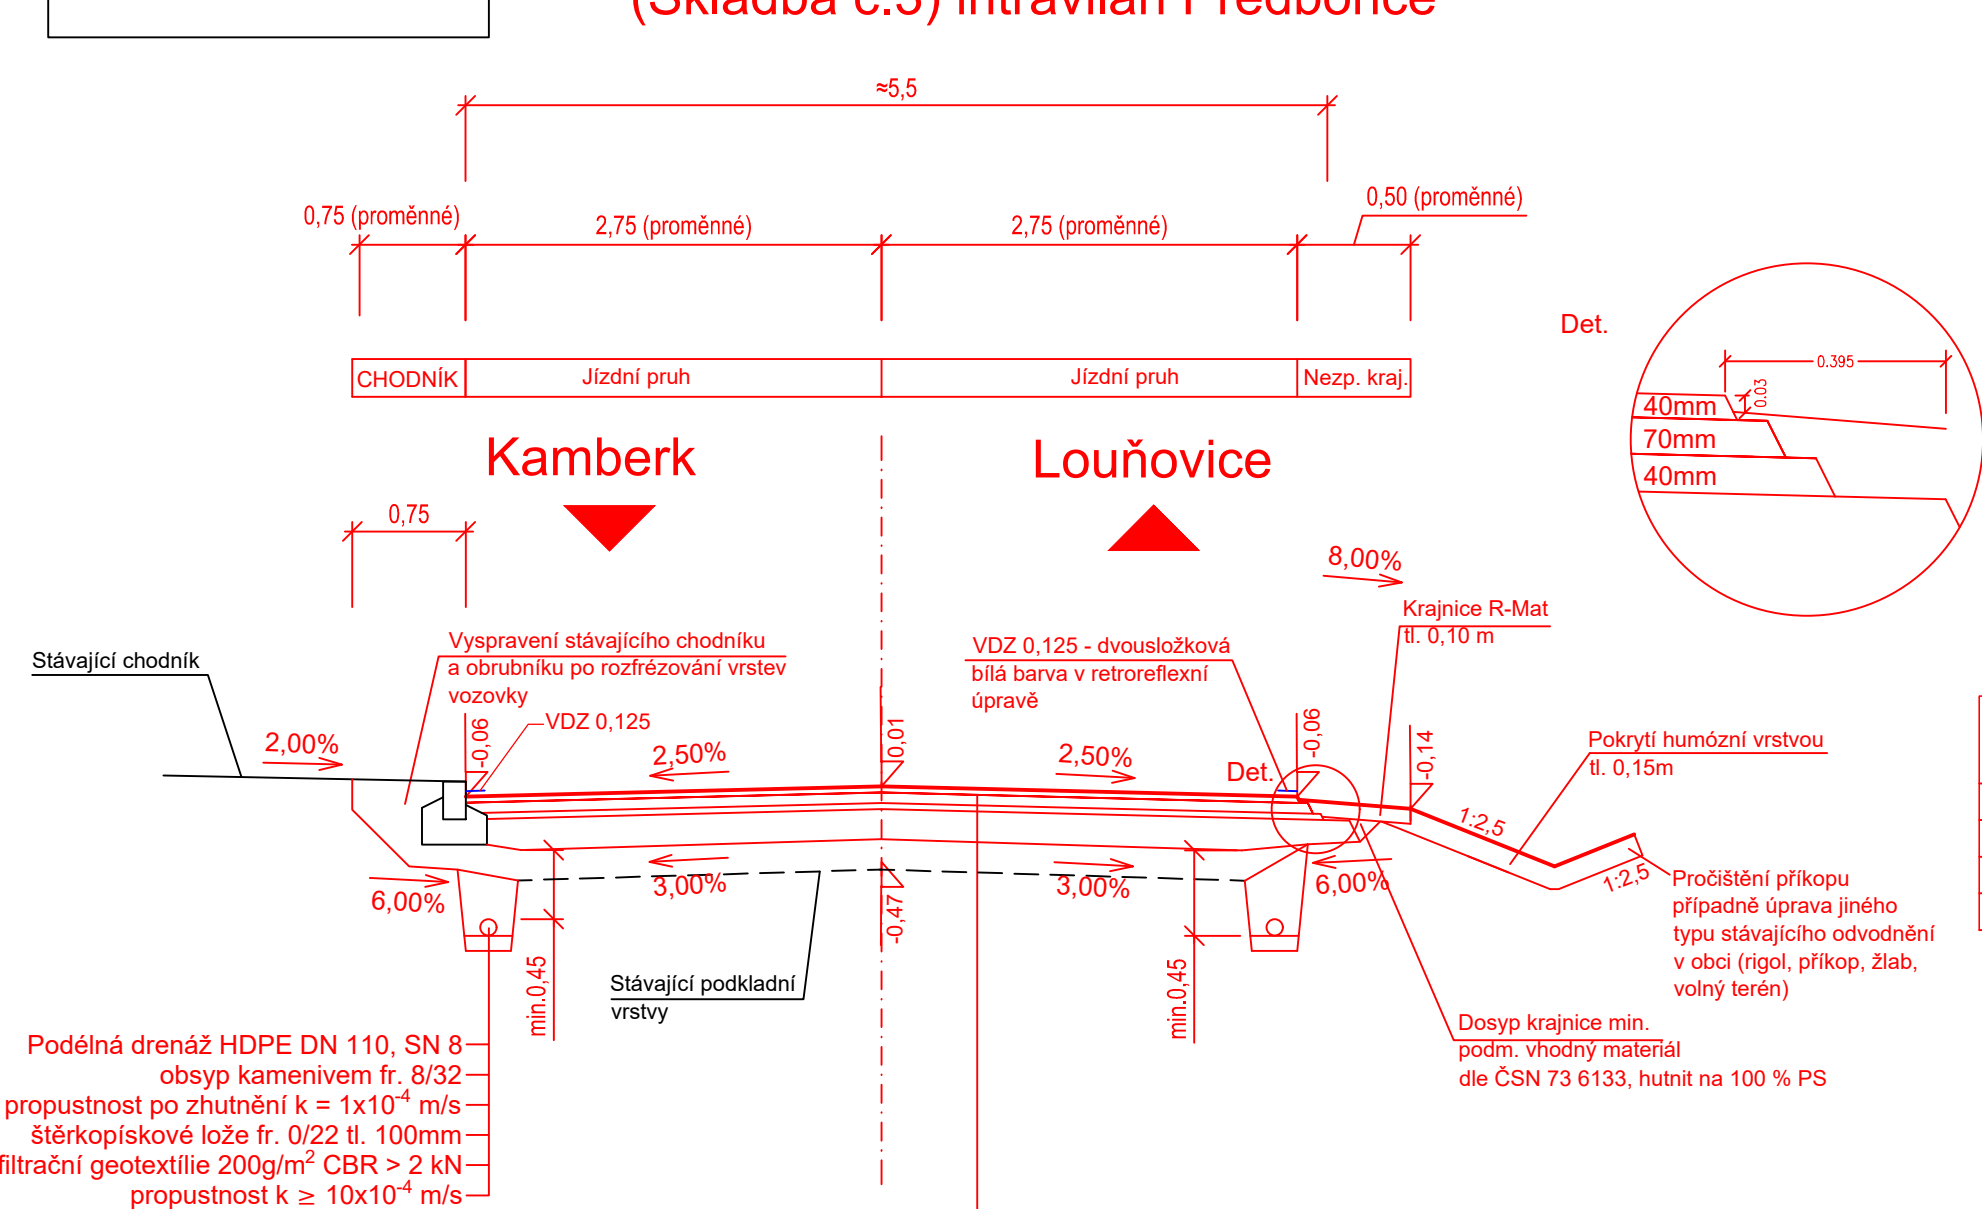 (Skladba č.3) intravilán Předbořice
≈5,5
0,75 (proměnné)
2,75 (proměnné)
2,75 (proměnné)
0,50 (proměnné)
CHODNÍK
Jízdní pruh
Jízdní pruh
Nezp. kraj.
Det.
0.395
0.03
40mm
70mm
40mm
Kamberk
Louňovice
0,75
8,00%
Krajnice R-Mat
tl. 0,10 m
Stávající chodník
Vyspravení stávajícího chodníku
a obrubníku po rozfrézování vrstev
vozovky
VDZ 0,125 - dvousložková
bílá barva v retroreflexní
úpravě
VDZ 0,125
-0,06
0,01
-0,06
-0,14
2,00%
2,50%
2,50%
Det.
Pokrytí humózní vrstvou
tl. 0,15m
1:2,5
1:2,5
6,00%
3,00%
-0,47
3,00%
6,00%
Pročištění příkopu
případně úprava jiného
typu stávajícího odvodnění
v obci (rigol, příkop, žlab,
volný terén)
min.0,45
min.0,45
Stávající podkladní
vrstvy
Dosyp krajnice min.
podm. vhodný materiál
dle ČSN 73 6133, hutnit na 100 % PS
Podélná drenáž HDPE DN 110, SN 8
obsyp kamenivem fr. 8/32
propustnost po zhutnění k = 1x10⁻⁴ m/s
štěrkopískové lože fr. 0/22 tl. 100mm
filtrační geotextílie 200g/m² CBR > 2 kN
propustnost k ≥ 10x10⁻⁴ m/s